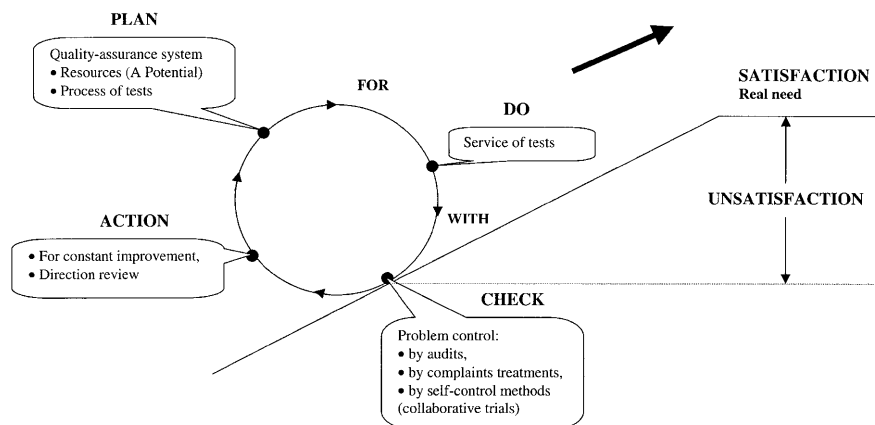 PLAN
Quality-assurance system
• Resources (A Potential)
• Process of tests
FOR
DO
Service of tests
SATISFACTION
Real need
UNSATISFACTION
WITH
ACTION
• For constant improvement,
• Direction review
CHECK
Problem control:
• by audits,
• by complaints treatments,
• by self-control methods
(collaborative trials)